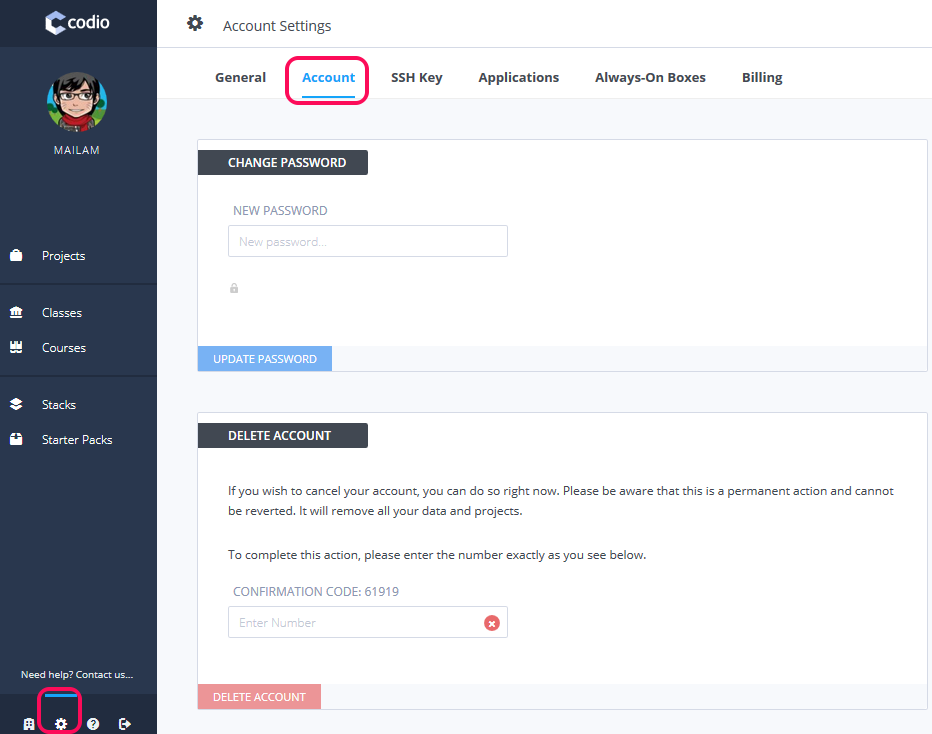 codio
MAILAM
Projects
Classes
Courses
Stacks
Starter Packs
Need help? Contact us...
Account Settings
General
Account
SSH Key
Applications
Always-On Boxes
Billing
CHANGE PASSWORD
NEW PASSWORD
New password...
UPDATE PASSWORD
DELETE ACCOUNT
If you wish to cancel your account, you can do so right now. Please be aware that this is a permanent action and cannot
be reverted. It will remove all your data and projects.
To complete this action, please enter the number exactly as you see below.
CONFIRMATION CODE: 61919
Enter Number
DELETE ACCOUNT